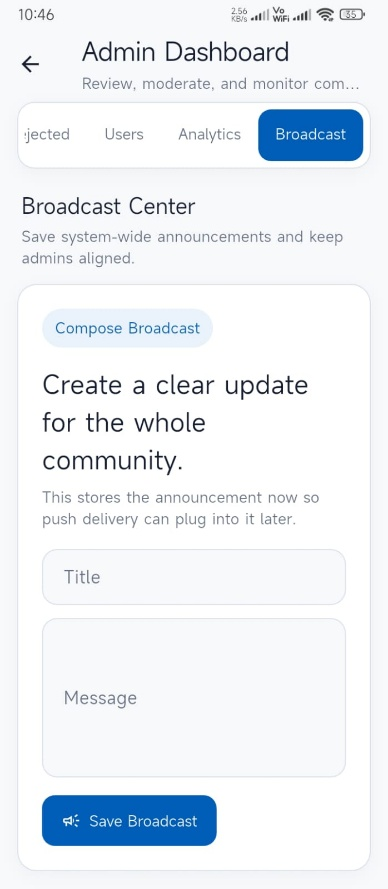 10:46
2.56 KB/s Vo WiFi 35
Admin Dashboard
Review, moderate, and monitor com...
jected Users Analytics Broadcast
Broadcast Center
Save system-wide announcements and keep
admins aligned.
Compose Broadcast
Create a clear update
for the whole
community.
This stores the announcement now so
push delivery can plug into it later.
Title
Message
Save Broadcast